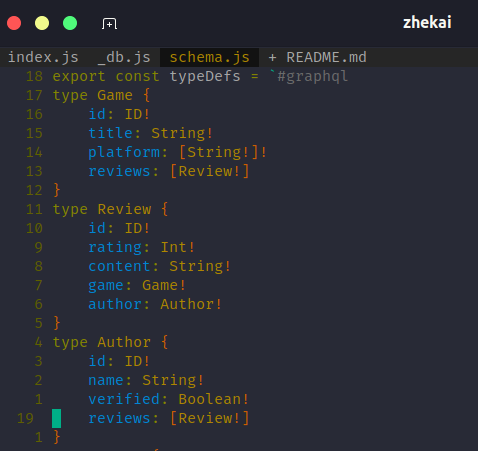 zhekai
index.js _db.js schema.js + README.md
18 export const typeDefs = `#graphql
17 type Game {
16     id: ID!
15     title: String!
14     platform: [String!]!
13     reviews: [Review!]
12 }
11 type Review {
10     id: ID!
9     rating: Int!
8     content: String!
7     game: Game!
6     author: Author!
5 }
4 type Author {
3     id: ID!
2     name: String!
1     verified: Boolean!
19     reviews: [Review!]
1 }